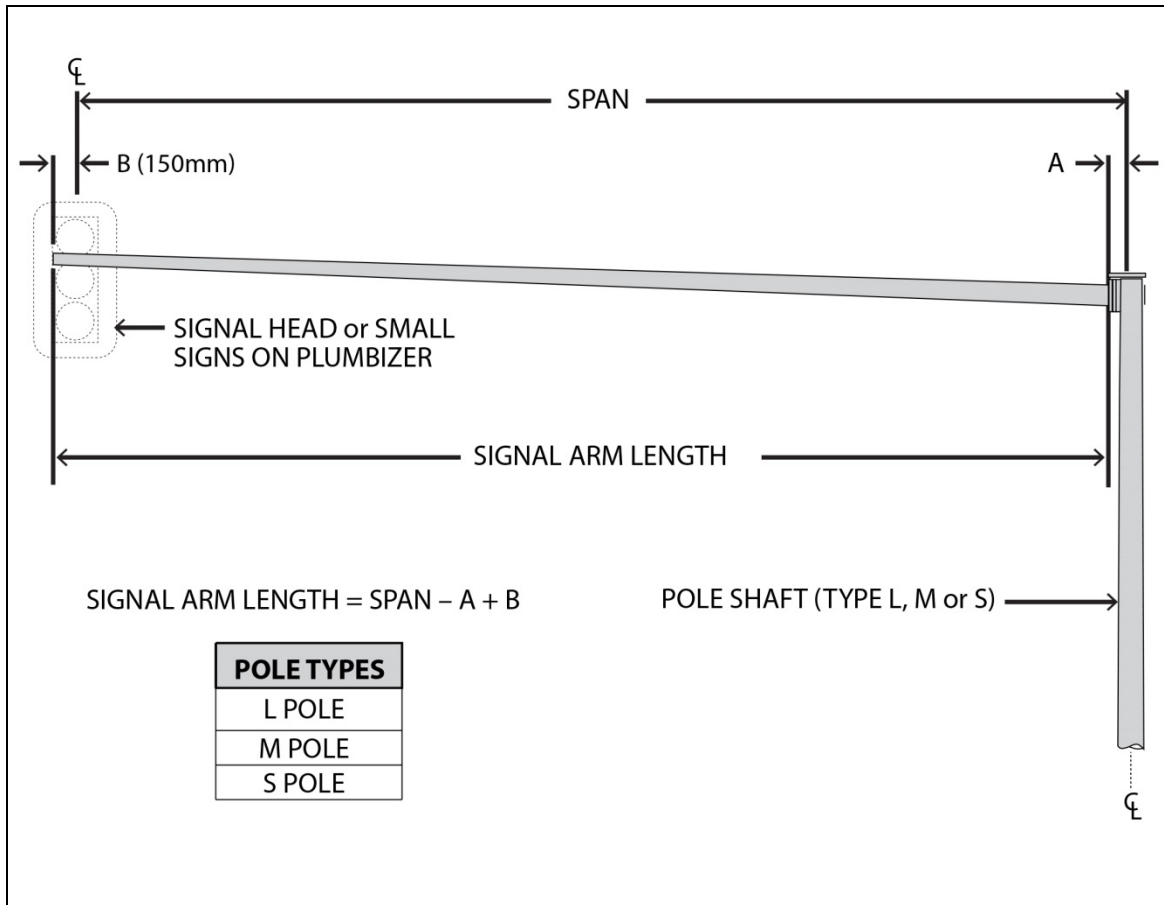 ℄
SPAN
B (150mm)
A
SIGNAL HEAD or SMALL
SIGNS ON PLUMBIZER
SIGNAL ARM LENGTH
SIGNAL ARM LENGTH = SPAN – A + B
POLE SHAFT (TYPE L, M or S)
POLE TYPES
L POLE
M POLE
S POLE
℄